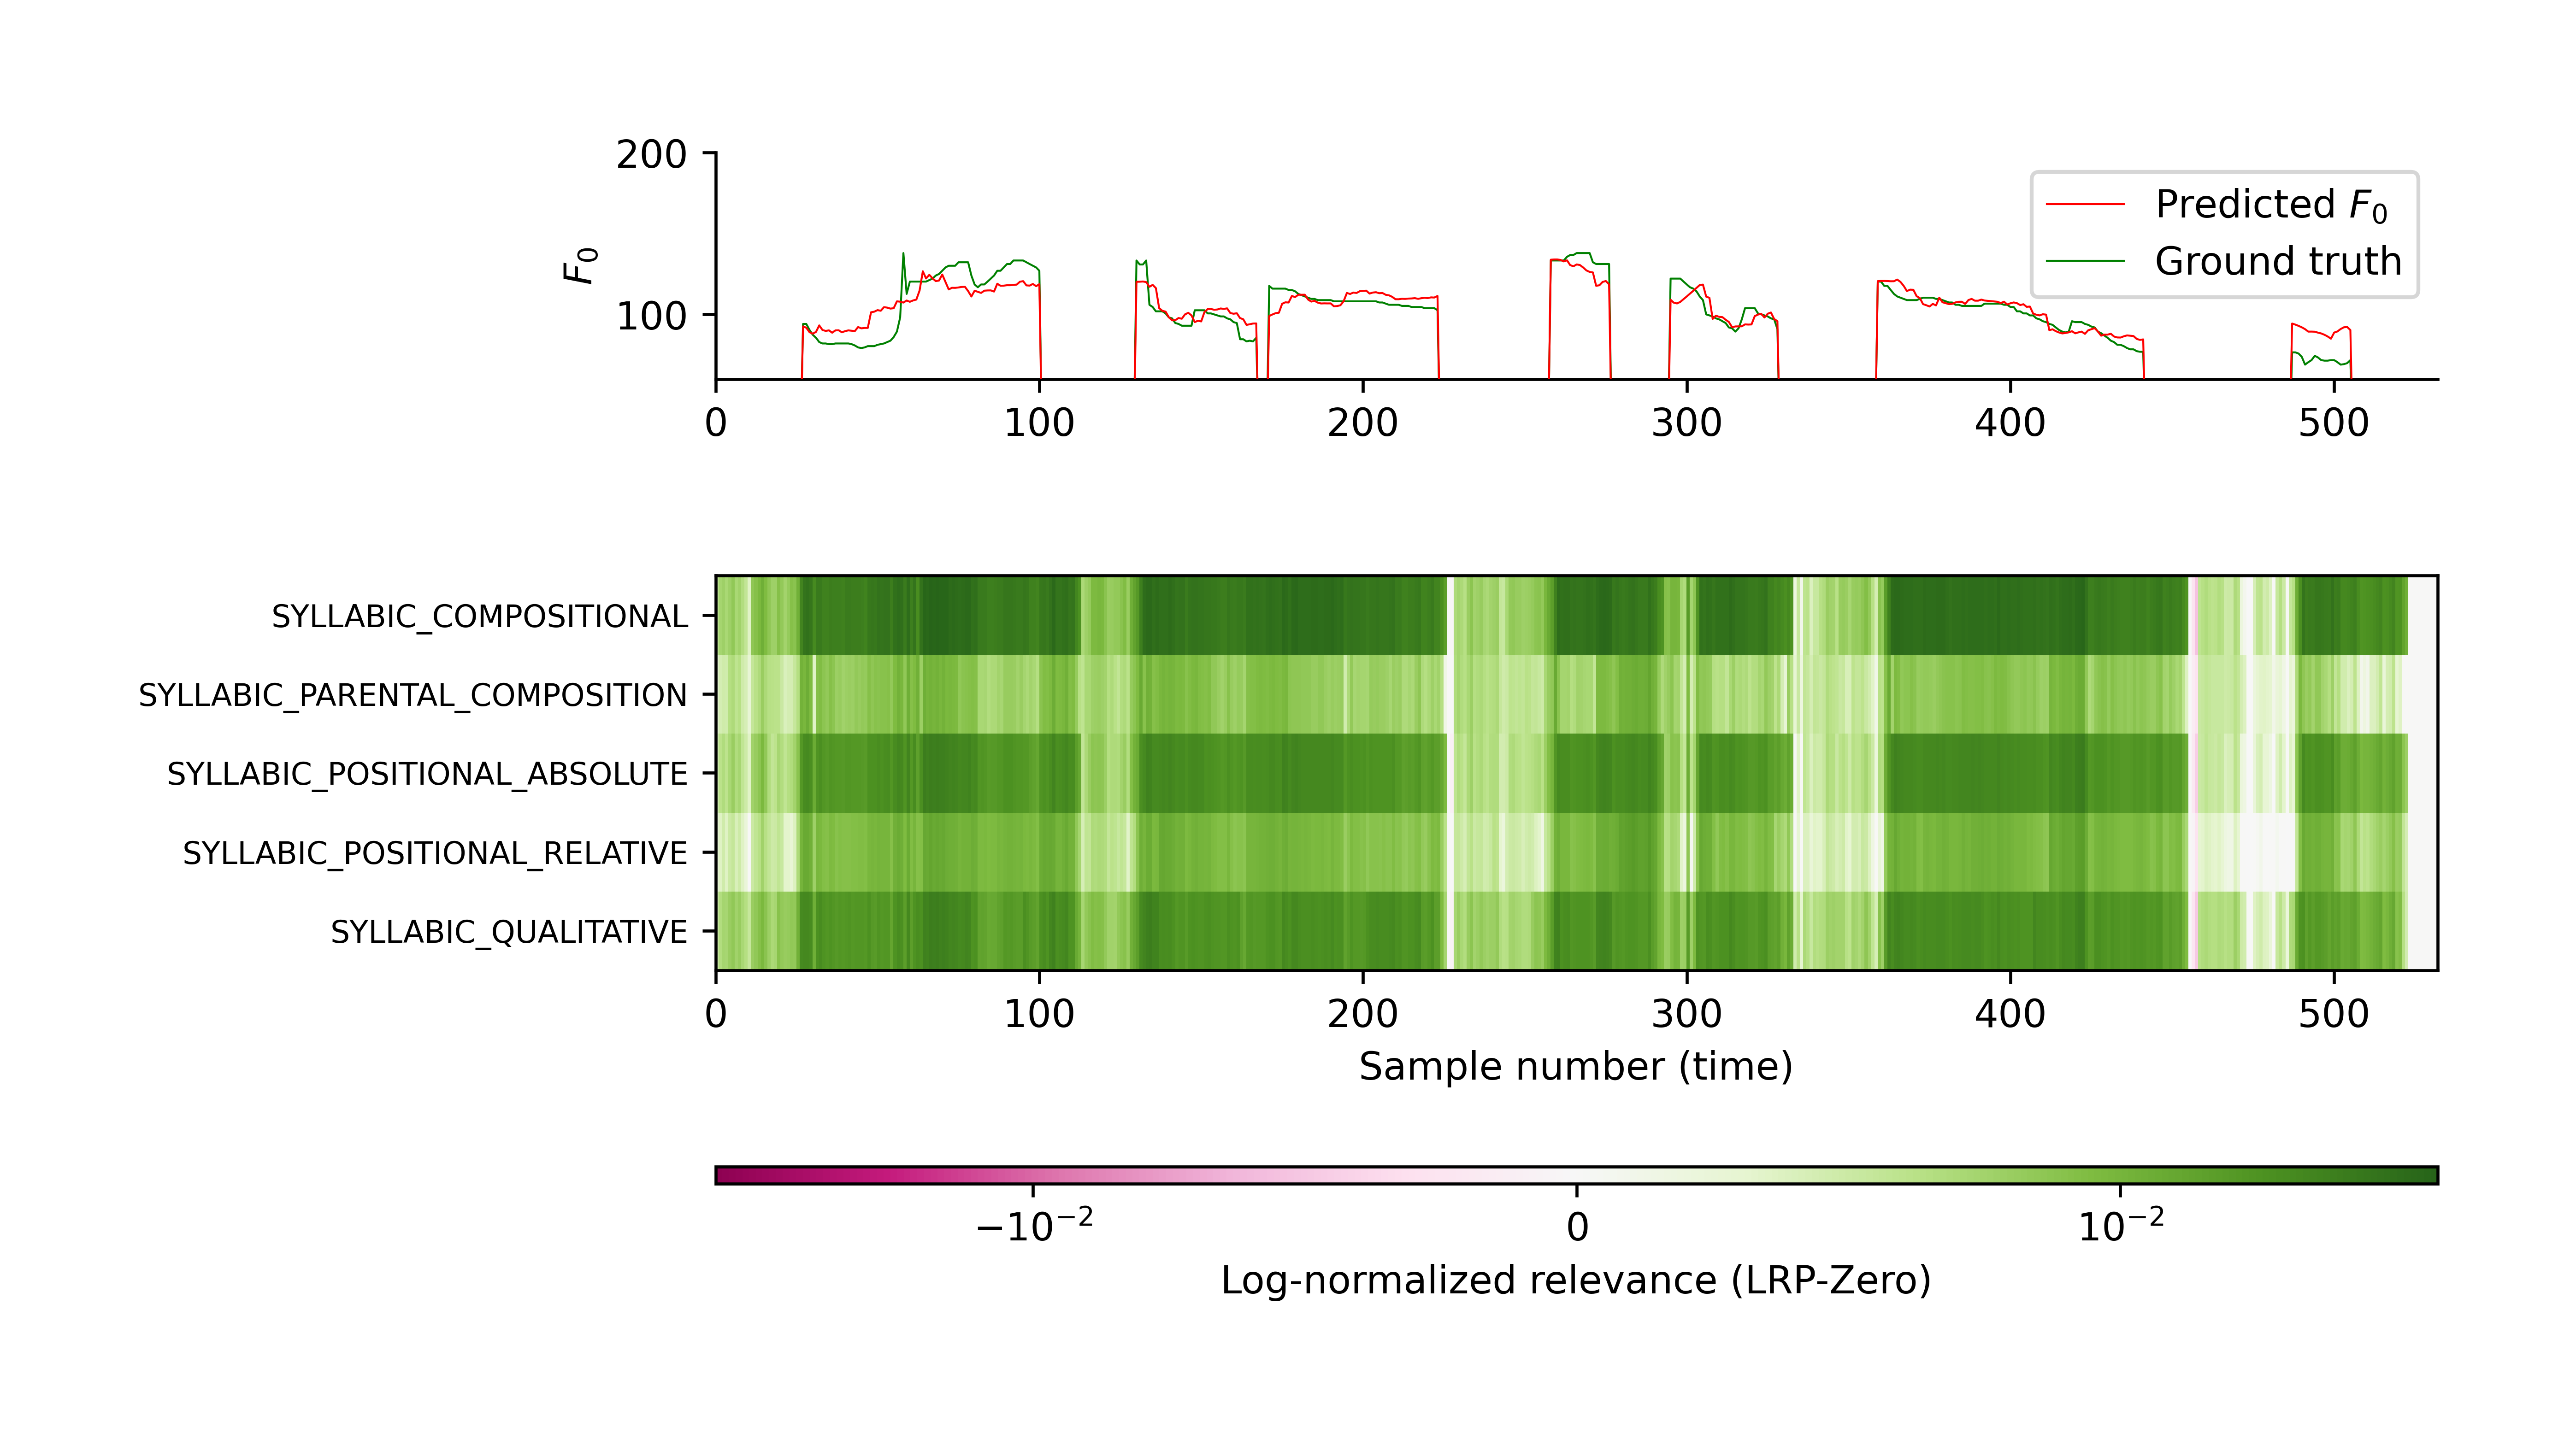 200
100
F₀
Predicted F₀
Ground truth
0 100 200 300 400 500
SYLLABIC_COMPOSITIONAL
SYLLABIC_PARENTAL_COMPOSITION
SYLLABIC_POSITIONAL_ABSOLUTE
SYLLABIC_POSITIONAL_RELATIVE
SYLLABIC_QUALITATIVE
0 100 200 300 400 500
Sample number (time)
−10⁻² 0 10⁻²
Log-normalized relevance (LRP-Zero)